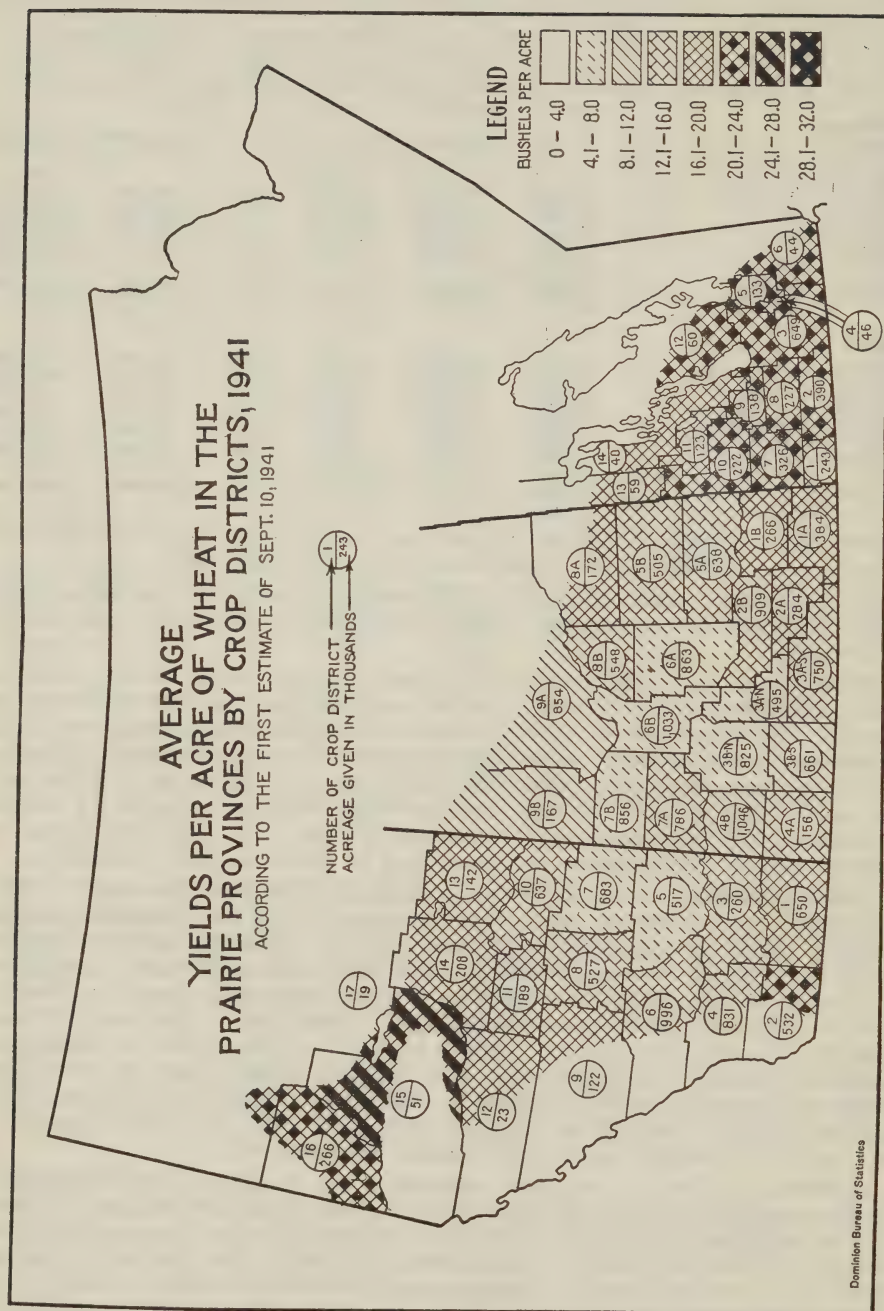 AVERAGE
YIELDS PER ACRE OF WHEAT IN THE
PRAIRIE PROVINCES BY CROP DISTRICTS, 1941
ACCORDING TO THE FIRST ESTIMATE OF SEPT. 10, 1941
NUMBER OF CROP DISTRICT
ACREAGE GIVEN IN THOUSANDS
1
243
LEGEND
BUSHELS PER ACRE
0 – 4.0
4.1 – 8.0
8.1 – 12.0
12.1 – 16.0
16.1 – 20.0
20.1 – 24.0
24.1 – 28.0
28.1 – 32.0
16
266
15
51
17
19
12
23
9
122
14
208
13
142
11
189
10
637
8
527
7
683
6
996
5
517
4
831
3
260
2
532
1
650
9B
167
9A
854
7B
856
7A
786
4B
1,046
4A
156
8B
548
6B
1,033
6A
863
3B-N
825
3B-S
661
3A-N
495
3A-S
750
8A
172
5B
505
5A
638
2B
909
2A
284
1B
266
1A
384
14
40
13
59
12
60
11
123
10
222
9
138
7
326
8
227
1
243
2
390
3
649
5
133
6
44
4
46
Dominion Bureau of Statistics